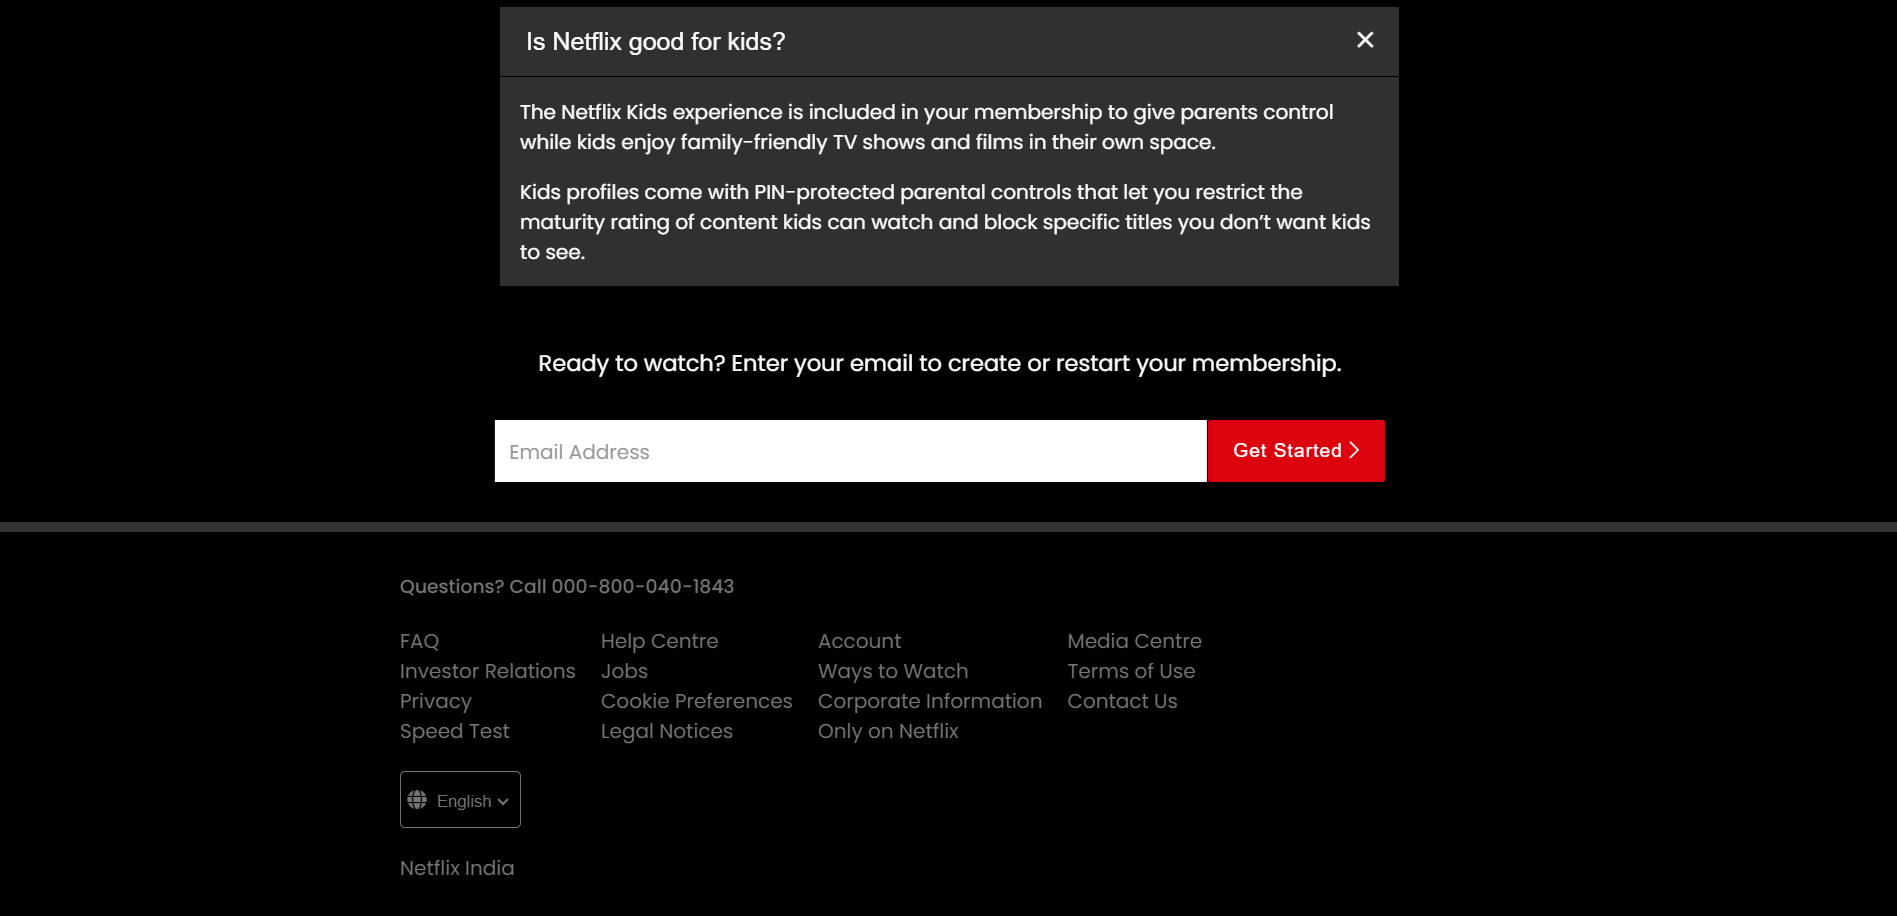 Is Netflix good for kids?
The Netflix Kids experience is included in your membership to give parents control
while kids enjoy family-friendly TV shows and films in their own space.
Kids profiles come with PIN-protected parental controls that let you restrict the
maturity rating of content kids can watch and block specific titles you don’t want kids
to see.
Ready to watch? Enter your email to create or restart your membership.
Email Address
Get Started
Questions? Call 000-800-040-1843
FAQ Help Centre Account Media Centre
Investor Relations Jobs Ways to Watch Terms of Use
Privacy Cookie Preferences Corporate Information Contact Us
Speed Test Legal Notices Only on Netflix
English
Netflix India